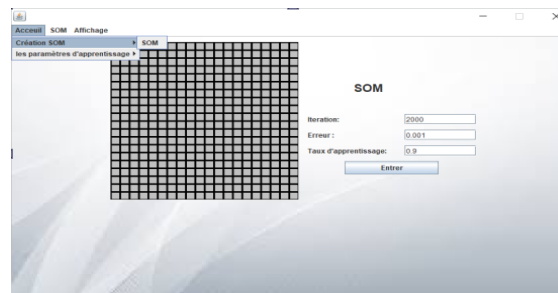 Acceuil SOM Affichage
Création SOM SOM
les paramètres d'apprentissage
SOM
Iteration: 2000
Erreur : 0.001
Taux d'apprentissage: 0.9
Entrer